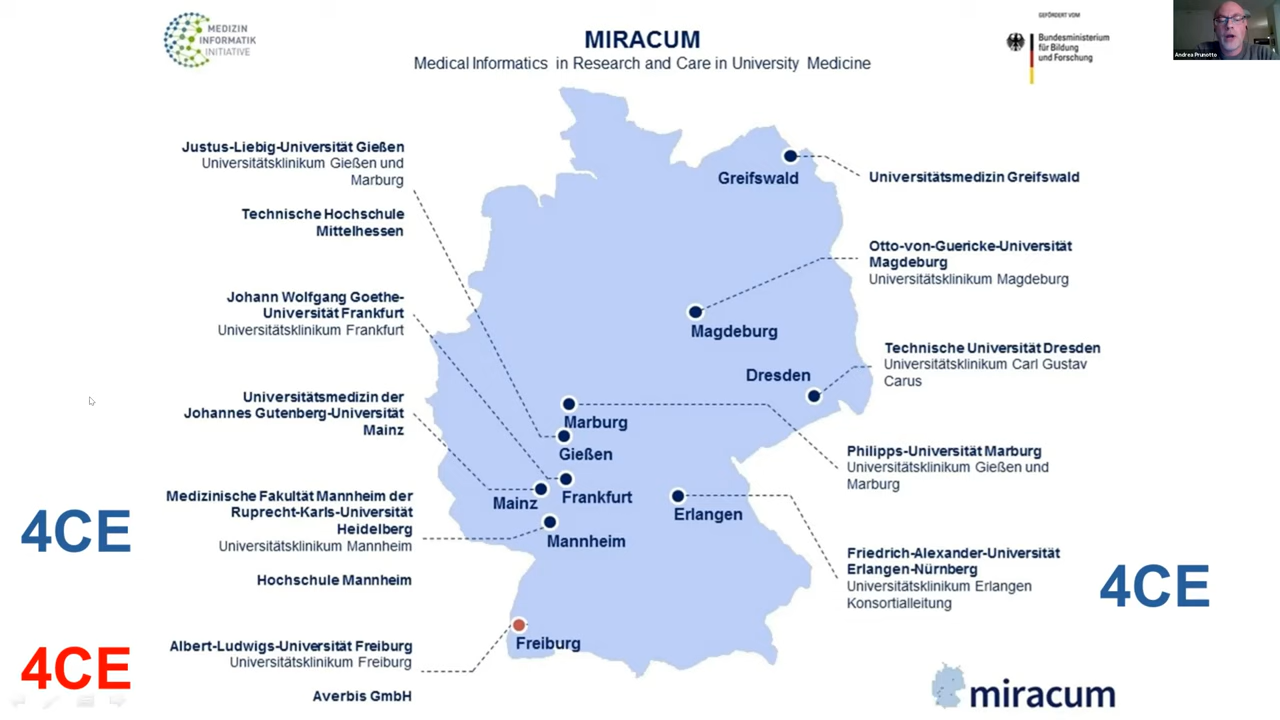 MEDIZIN
INFORMATIK
INITIATIVE
MIRACUM
Medical Informatics in Research and Care in University Medicine
GEFÖRDERT VOM
Bundesministerium
für Bildung
und Forschung
Andrea Prunotto
Justus-Liebig-Universität Gießen
Universitätsklinikum Gießen und
Marburg
Technische Hochschule
Mittelhessen
Johann Wolfgang Goethe-
Universität Frankfurt
Universitätsklinikum Frankfurt
Universitätsmedizin der
Johannes Gutenberg-Universität
Mainz
Medizinische Fakultät Mannheim der
Ruprecht-Karls-Universität
Heidelberg
Universitätsklinikum Mannheim
Hochschule Mannheim
Albert-Ludwigs-Universität Freiburg
Universitätsklinikum Freiburg
Averbis GmbH
4CE
4CE
Greifswald
Magdeburg
Dresden
Marburg
Gießen
Frankfurt
Mainz
Erlangen
Mannheim
Freiburg
Universitätsmedizin Greifswald
Otto-von-Guericke-Universität
Magdeburg
Universitätsklinikum Magdeburg
Technische Universität Dresden
Universitätsklinikum Carl Gustav
Carus
Philipps-Universität Marburg
Universitätsklinikum Gießen und
Marburg
Friedrich-Alexander-Universität
Erlangen-Nürnberg
Universitätsklinikum Erlangen
Konsortialleitung
4CE
miracum